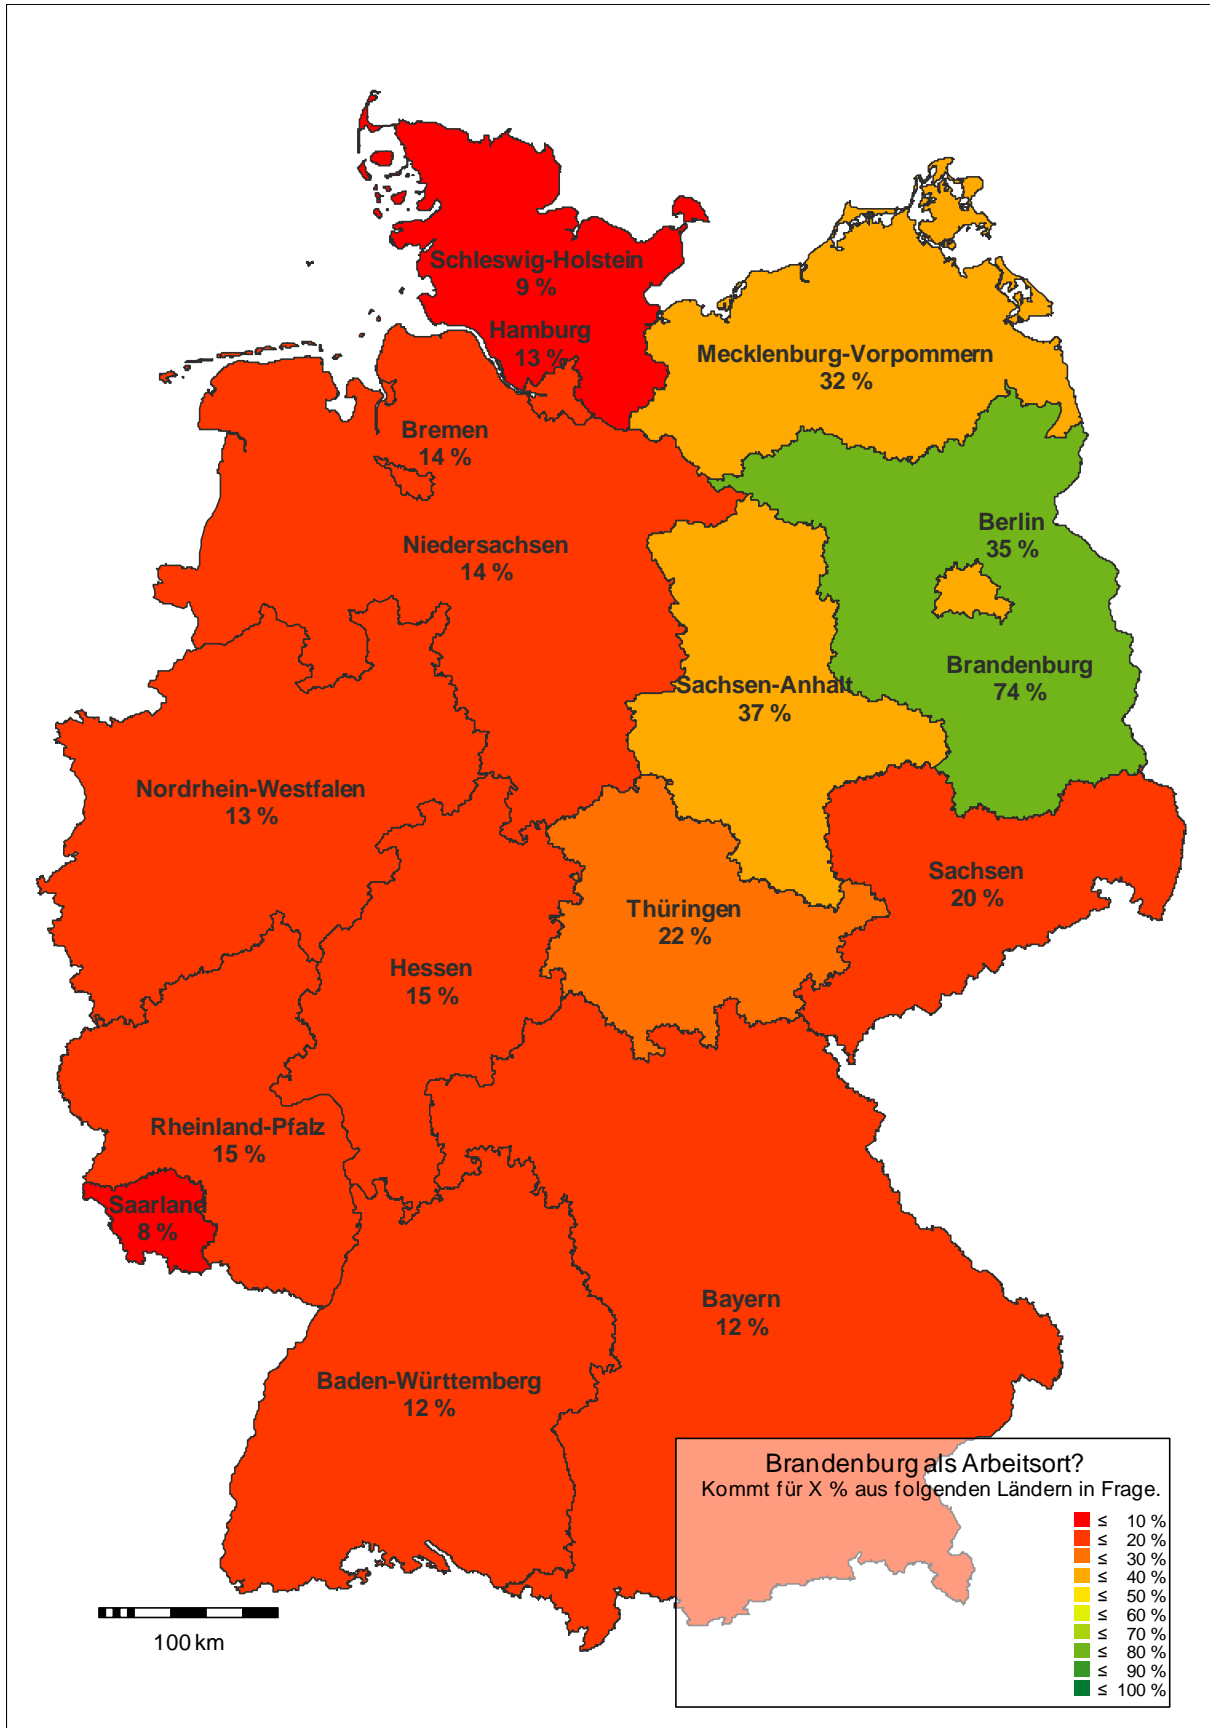 Schleswig-Holstein
9 %
Hamburg
13 %
Mecklenburg-Vorpommern
32 %
Bremen
14 %
Berlin
35 %
Niedersachsen
14 %
Brandenburg
74 %
Sachsen-Anhalt
37 %
Nordrhein-Westfalen
13 %
Sachsen
20 %
Thüringen
22 %
Hessen
15 %
Rheinland-Pfalz
15 %
Saarland
8 %
Bayern
12 %
Baden-Württemberg
12 %
Brandenburg als Arbeitsort?
Kommt für X % aus folgenden Ländern in Frage.
≤ 10 %
≤ 20 %
≤ 30 %
≤ 40 %
≤ 50 %
≤ 60 %
≤ 70 %
≤ 80 %
≤ 90 %
≤ 100 %
100 km